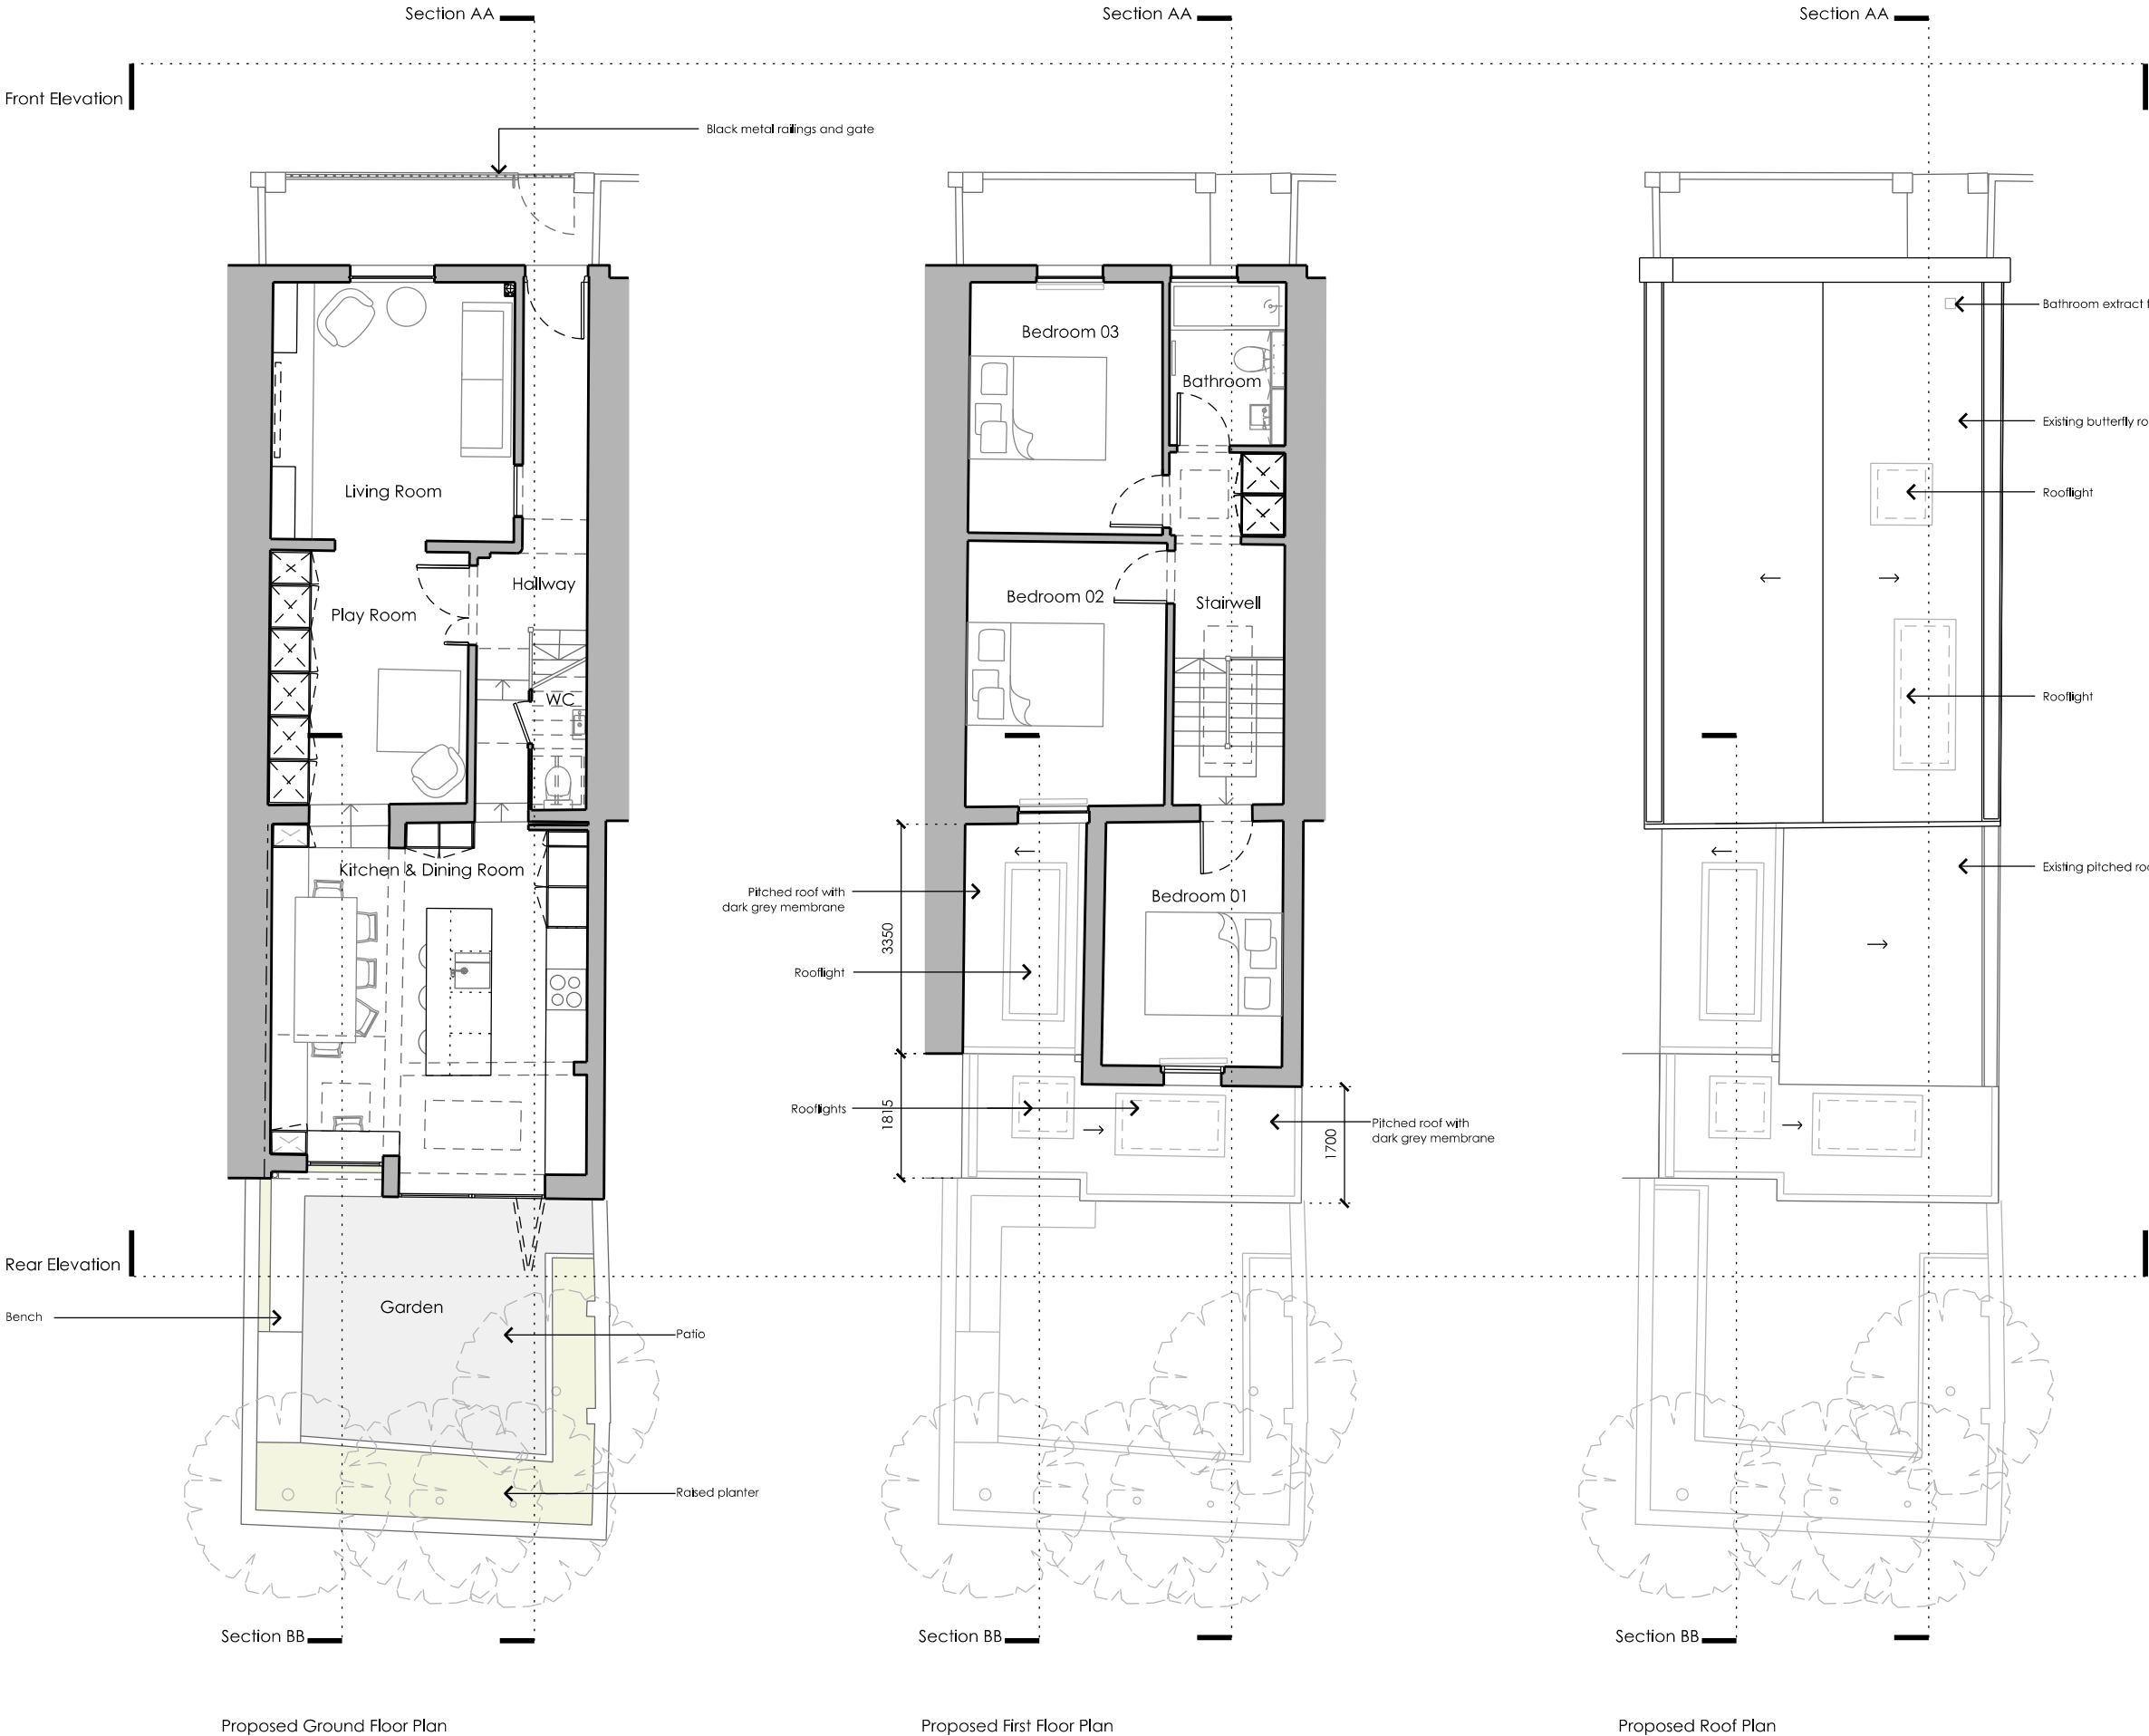 Section AA
Section AA
Section AA
Front Elevation
Black metal railings and gate
Living Room
Hallway
Play Room
WC
Kitchen & Dining Room
Garden
Rear Elevation
Bench
Patio
Raised planter
Section BB
Proposed Ground Floor Plan
Bedroom 03
Bathroom
Bedroom 02
Stairwell
Bedroom 01
Pitched roof with
dark grey membrane
3350
Rooflight
Rooflights
1815
1700
Pitched roof with
dark grey membrane
Section BB
Proposed First Floor Plan
Bathroom extract f
Existing butterfly ro
Rooflight
Rooflight
Existing pitched roo
Section BB
Proposed Roof Plan